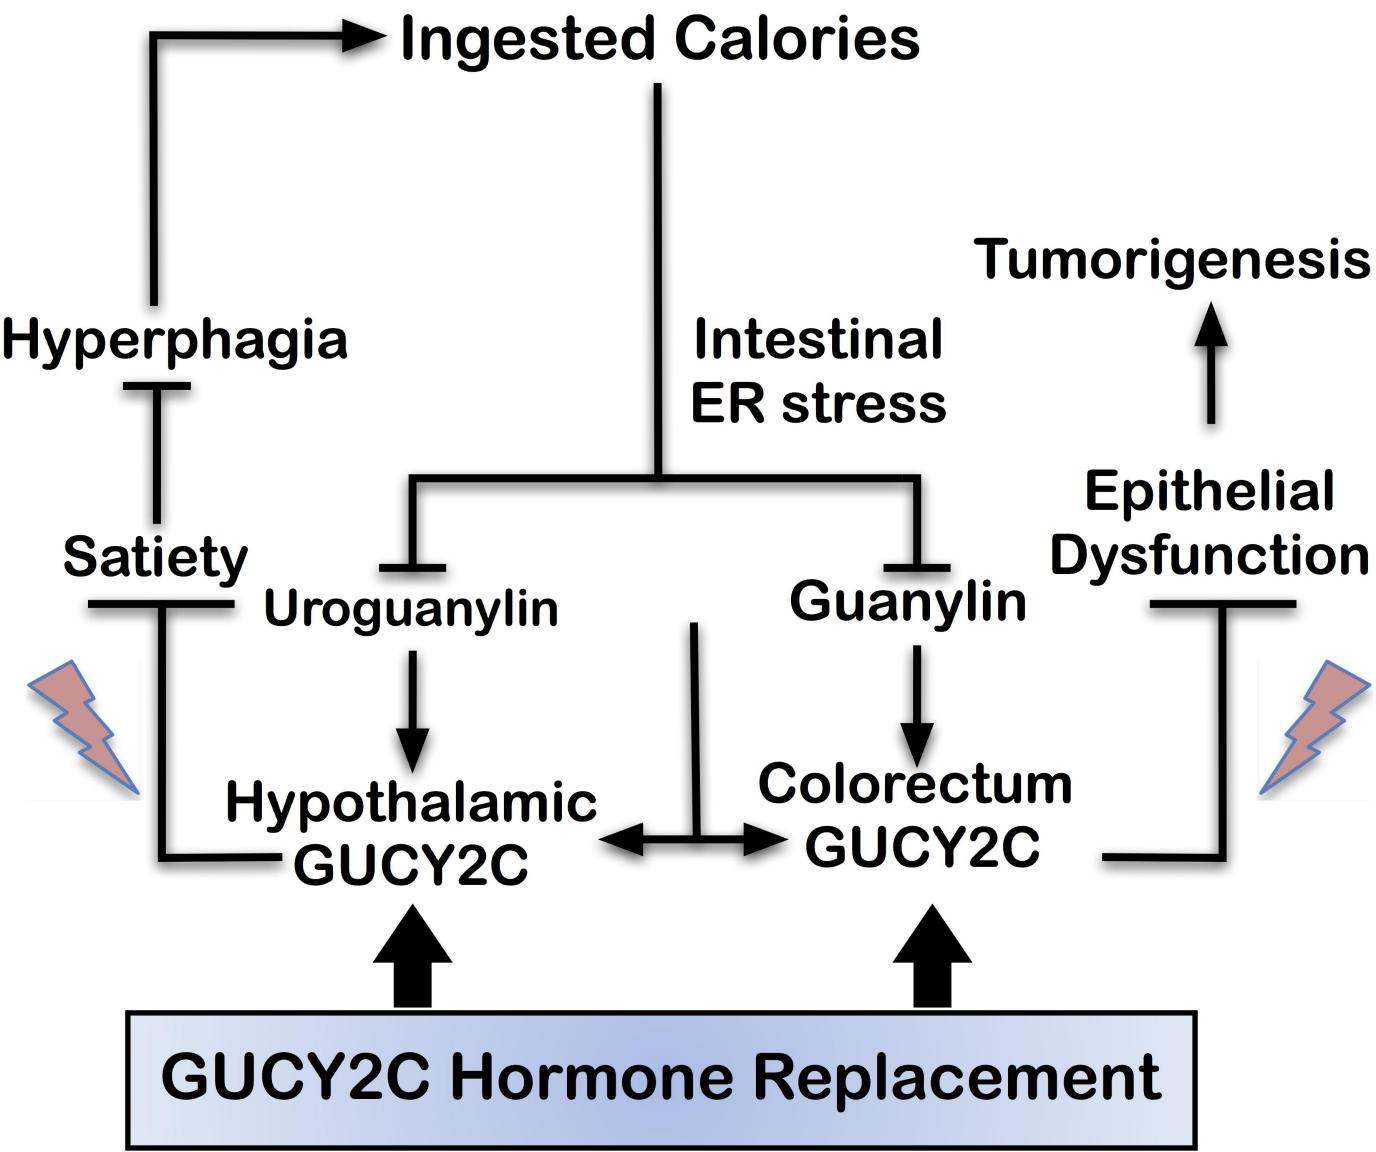 Ingested Calories
Tumorigenesis
Hyperphagia
Intestinal
ER stress
Epithelial
Dysfunction
Satiety
Uroguanylin
Guanylin
Hypothalamic
GUCY2C
Colorectum
GUCY2C
GUCY2C Hormone Replacement